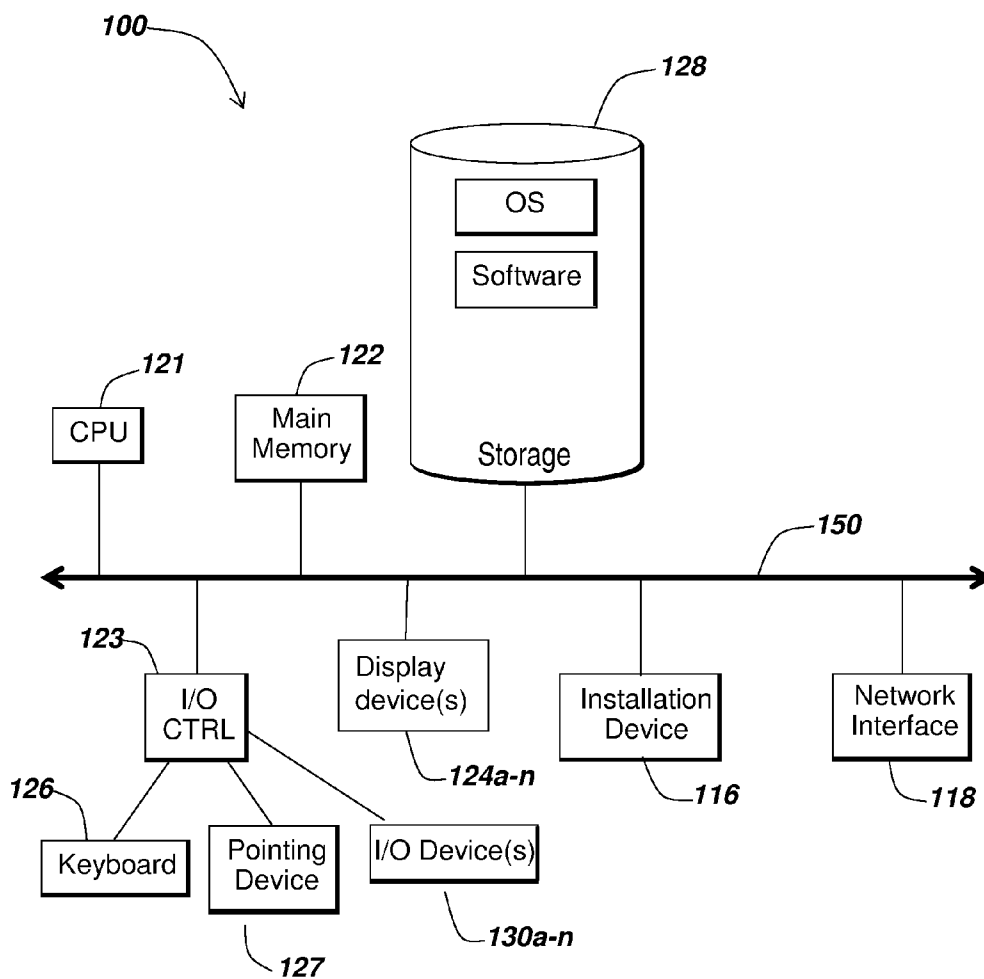 100
128
OS
Software
Storage
121
CPU
122
Main
Memory
150
123
I/O
CTRL
Display
device(s)
124a-n
Installation
Device
116
Network
Interface
118
126
Keyboard
Pointing
Device
127
I/O Device(s)
130a-n